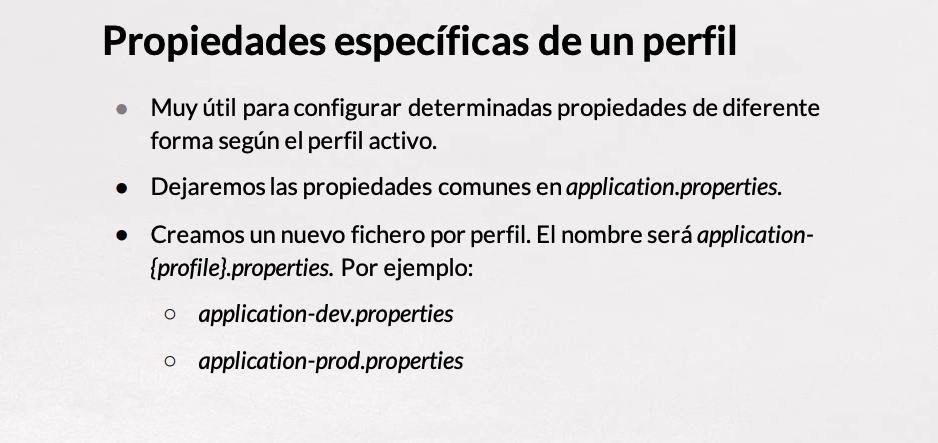 Propiedades específicas de un perfil
● Muy útil para configurar determinadas propiedades de diferente
forma según el perfil activo.
● Dejaremos las propiedades comunes en application.properties.
● Creamos un nuevo fichero por perfil. El nombre será application-
{profile}.properties. Por ejemplo:
○ application-dev.properties
○ application-prod.properties